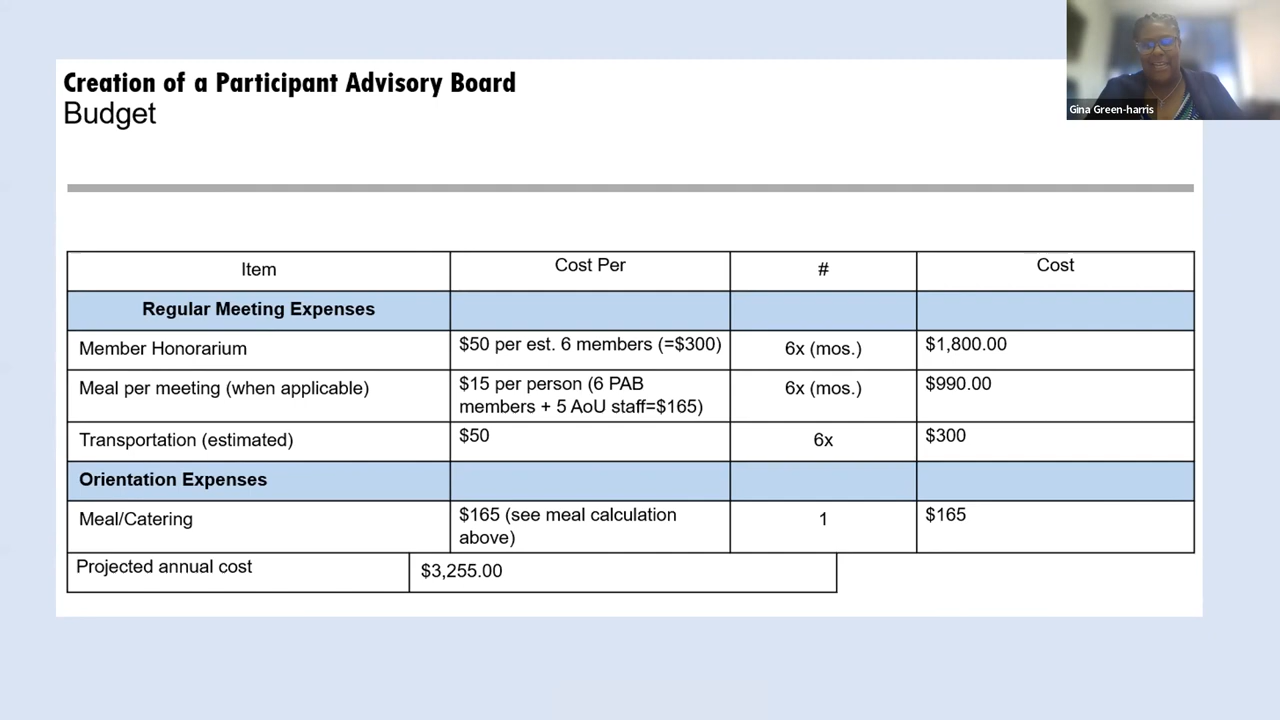 Creation of a Participant Advisory Board
Budget
Gina Green-harris
Item Cost Per # Cost
Regular Meeting Expenses
Member Honorarium $50 per est. 6 members (=$300) 6x (mos.) $1,800.00
Meal per meeting (when applicable) $15 per person (6 PAB
members + 5 AoU staff=$165) 6x (mos.) $990.00
Transportation (estimated) $50 6x $300
Orientation Expenses
Meal/Catering $165 (see meal calculation
above) 1 $165
Projected annual cost $3,255.00